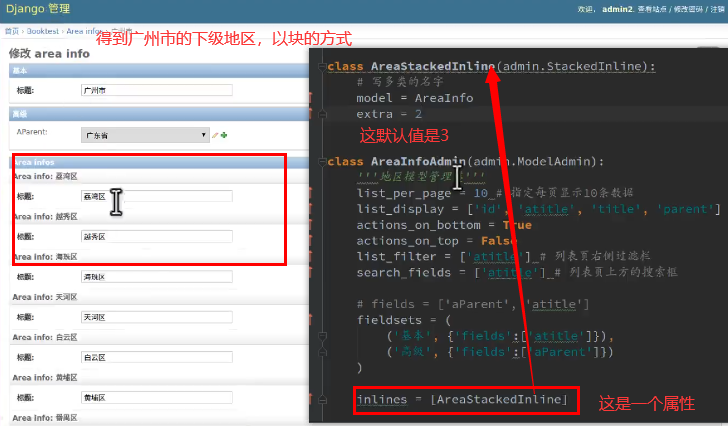 Django 管理
欢迎, admin2. 查看站点 / 修改密码 / 注销
首页 › Booktest › Area infos › 广州市
得到广州市的下级地区，以块的方式
修改 area info
基本
标题:
广州市
高级
AParent:
广东省
Area infos
Area info: 荔湾区
标题:
荔湾区
Area info: 越秀区
标题:
越秀区
Area info: 海珠区
标题:
海珠区
Area info: 天河区
标题:
天河区
Area info: 白云区
标题:
白云区
Area info: 黄埔区
标题:
黄埔区
Area info: 番禺区
class AreaStackedInline(admin.StackedInline):
# 写多类的名字
model = AreaInfo
extra = 2
这默认值是3
class AreaInfoAdmin(admin.ModelAdmin):
'''地区模型管理类'''
list_per_page = 10 # 指定每页显示10条数据
list_display = ['id', 'atitle', 'title', 'parent']
actions_on_bottom = True
actions_on_top = False
list_filter = ['atitle'] # 列表页右侧过滤栏
search_fields = ['atitle'] # 列表页上方的搜索框
# fields = ['aParent', 'atitle']
fieldsets = (
('基本', {'fields':['atitle']}),
('高级', {'fields':['aParent']})
)
inlines = [AreaStackedInline]
这是一个属性